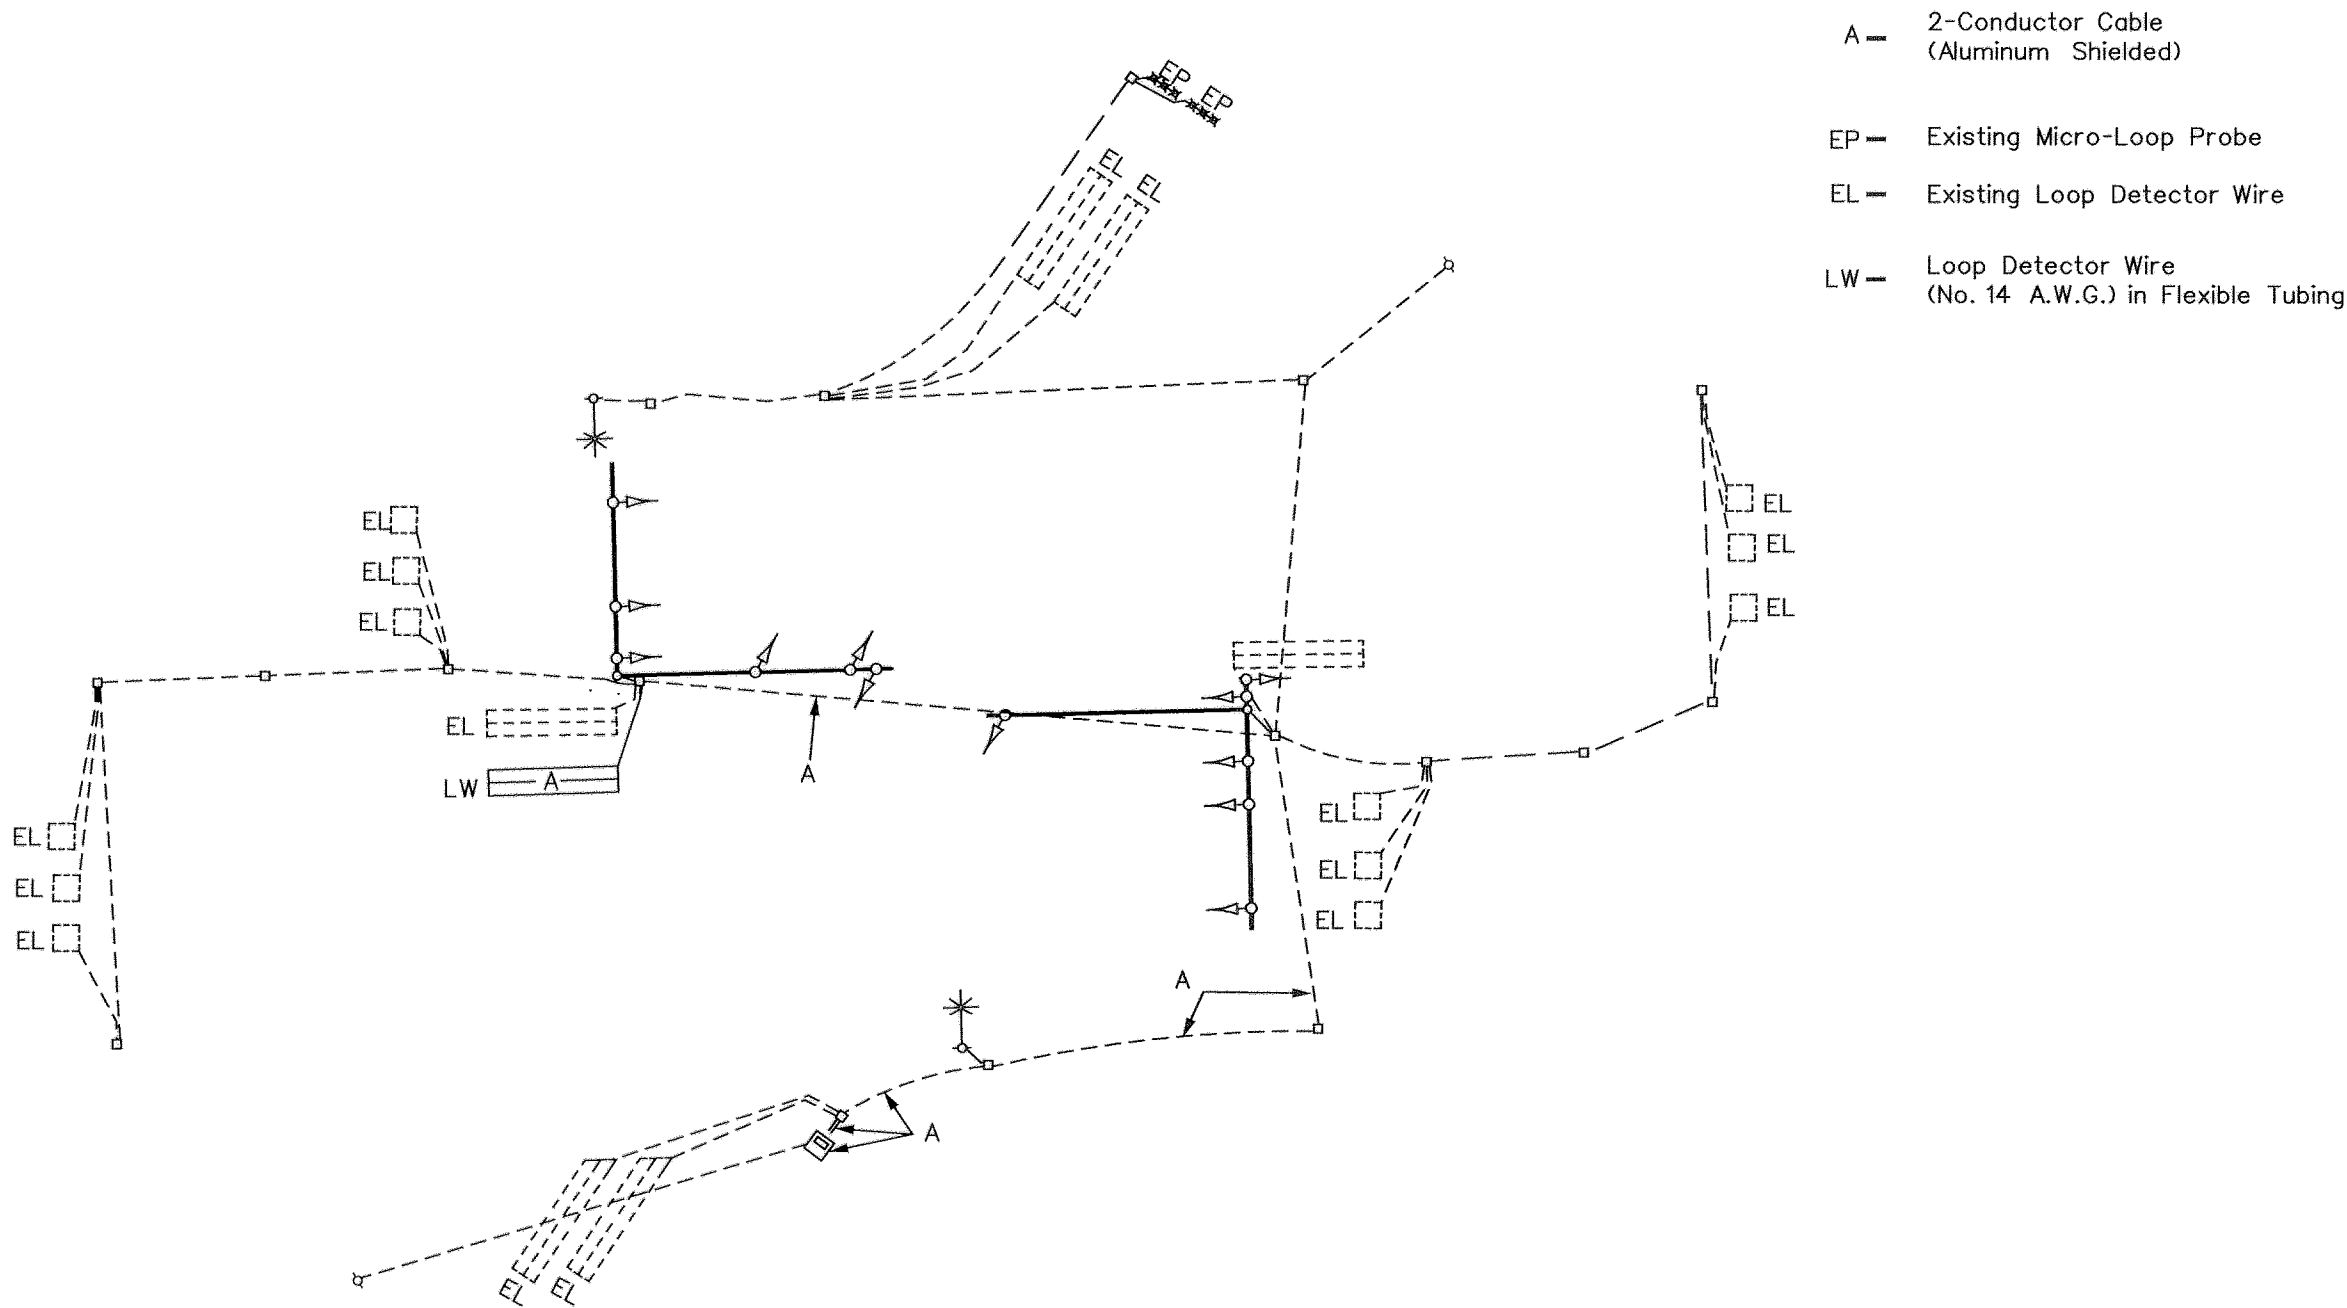 A – 2-Conductor Cable
(Aluminum Shielded)
EP – Existing Micro-Loop Probe
EL – Existing Loop Detector Wire
LW – Loop Detector Wire
(No. 14 A.W.G.) in Flexible Tubing
EP
EP
EL
EL
EL
EL
EL
EL
EL
EL
EL
LW A
A
EL
EL
EL
EL
EL
EL
A
A
EL
EL